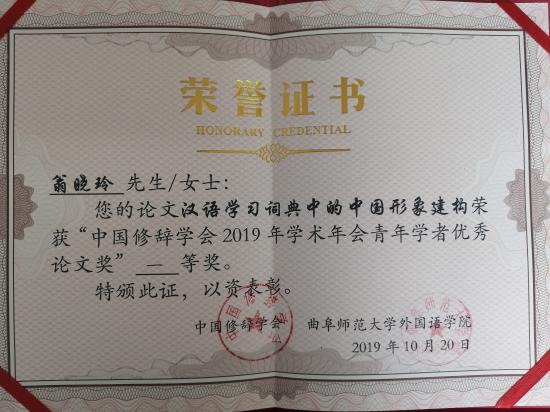 荣誉证书
HONORARY CREDENTIAL
翁晓玲 先生/女士:
您的论文汉语学习词典中的中国形象建构荣
获“中国修辞学会2019年学术年会青年学者优秀
论文奖” 一 等奖。
特颁此证,以资表彰。
中国修辞学会 曲阜师范大学外国语学院
2019年10月20日